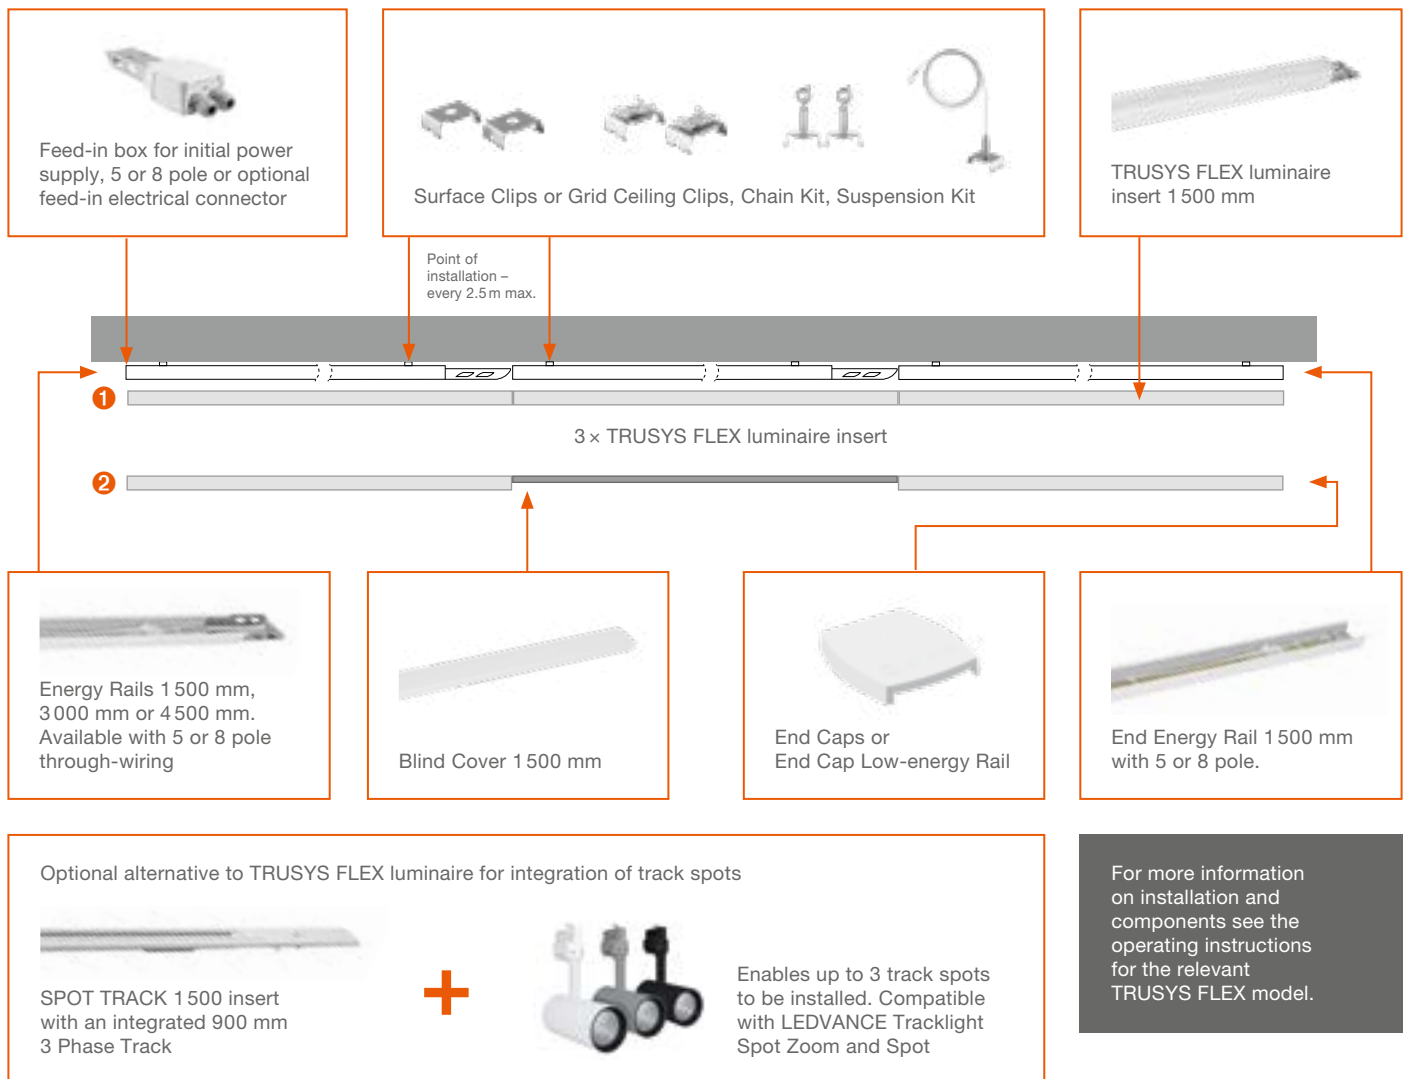 Feed-in box for initial power
supply, 5 or 8 pole or optional
feed-in electrical connector
Surface Clips or Grid Ceiling Clips, Chain Kit, Suspension Kit
TRUSYS FLEX luminaire
insert 1 500 mm
Point of
installation –
every 2.5 m max.
1
3 × TRUSYS FLEX luminaire insert
2
Energy Rails 1 500 mm,
3 000 mm or 4 500 mm.
Available with 5 or 8 pole
through-wiring
Blind Cover 1 500 mm
End Caps or
End Cap Low-energy Rail
End Energy Rail 1 500 mm
with 5 or 8 pole.
Optional alternative to TRUSYS FLEX luminaire for integration of track spots
SPOT TRACK 1 500 insert
with an integrated 900 mm
3 Phase Track
+
Enables up to 3 track spots
to be installed. Compatible
with LEDVANCE Tracklight
Spot Zoom and Spot
For more information
on installation and
components see the
operating instructions
for the relevant
TRUSYS FLEX model.